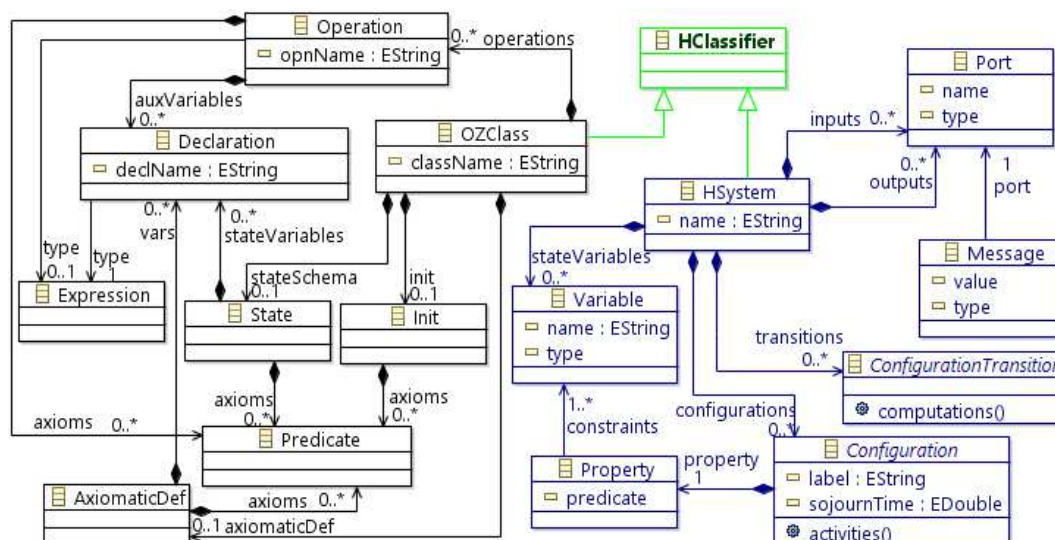 Operation
opnName : EString
0..* operations
HClassifier
Port
name
type
auxVariables
0..*
inputs 0..*
Declaration
declName : EString
OZClass
className : EString
0..*
outputs
1
port
HSystem
name : EString
0..*
vars
0..*
stateVariables
type
0..1
type
1
stateSchema
0..1
init
0..1
stateVariables
0..*
Message
value
type
Expression
State
Init
Variable
name : EString
type
transitions
0..*
ConfigurationTransition
computations()
axioms
0..*
axioms
0..*
axioms 0..*
Predicate
1..*
constraints
configurations
0..*
Configuration
label : EString
sojournTime : EDouble
activities()
property
1
Property
predicate
AxiomaticDef
axioms 0..*
0..1
axiomaticDef